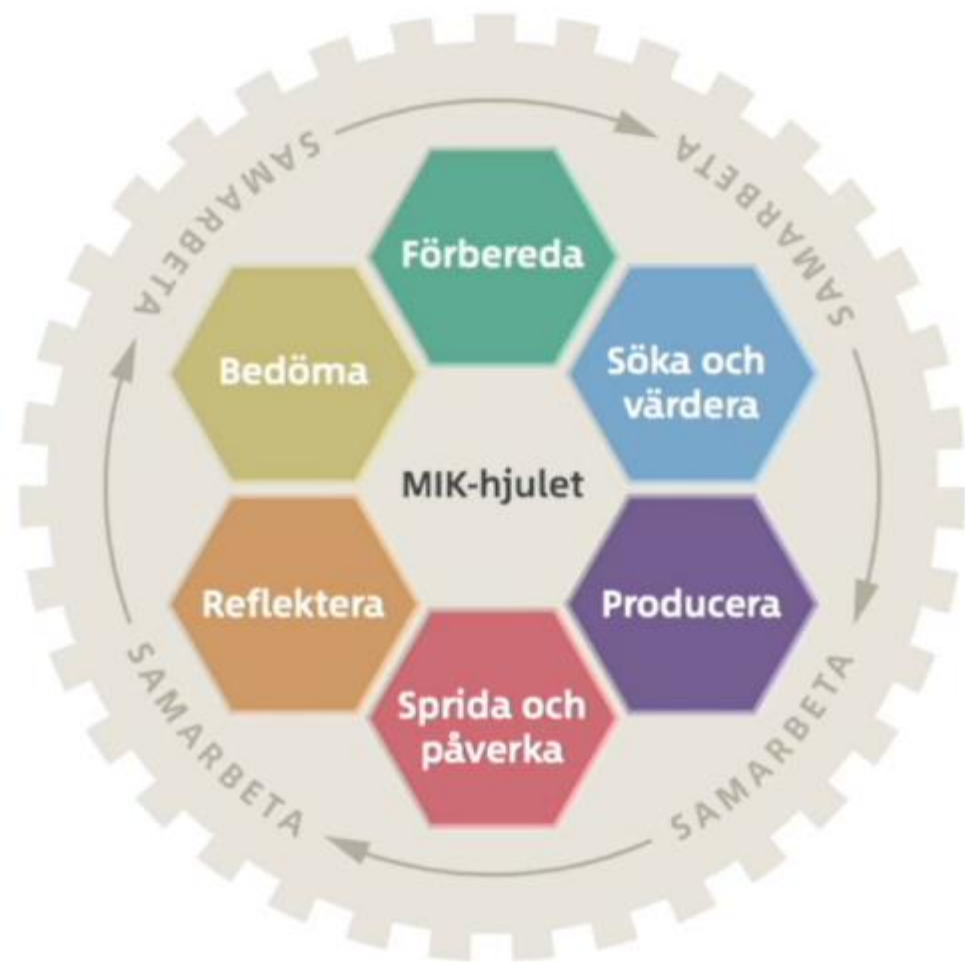 SAMARBETA
SAMARBETA
Förbereda
Bedöma
Söka och
värdera
MIK-hjulet
Reflektera
Producera
Sprida och
påverka
SAMARBETA
SAMARBETA